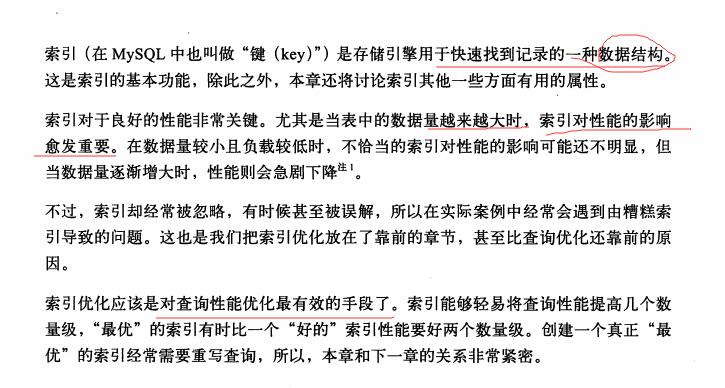 索引（在 MySQL 中也叫做“键（key）”）是存储引擎用于快速找到记录的一种数据结构。
这是索引的基本功能，除此之外，本章还将讨论索引其他一些方面有用的属性。
索引对于良好的性能非常关键。尤其是当表中的数据量越来越大时，索引对性能的影响
愈发重要。在数据量较小且负载较低时，不恰当的索引对性能的影响可能还不明显，但
当数据量逐渐增大时，性能则会急剧下降注1。
不过，索引却经常被忽略，有时候甚至被误解，所以在实际案例中经常会遇到由糟糕索
引导致的问题。这也是我们把索引优化放在了靠前的章节，甚至比查询优化还靠前的原
因。
索引优化应该是对查询性能优化最有效的手段了。索引能够轻易将查询性能提高几个数
量级，“最优”的索引有时比一个“好的”索引性能要好两个数量级。创建一个真正“最
优”的索引经常需要重写查询，所以，本章和下一章的关系非常紧密。